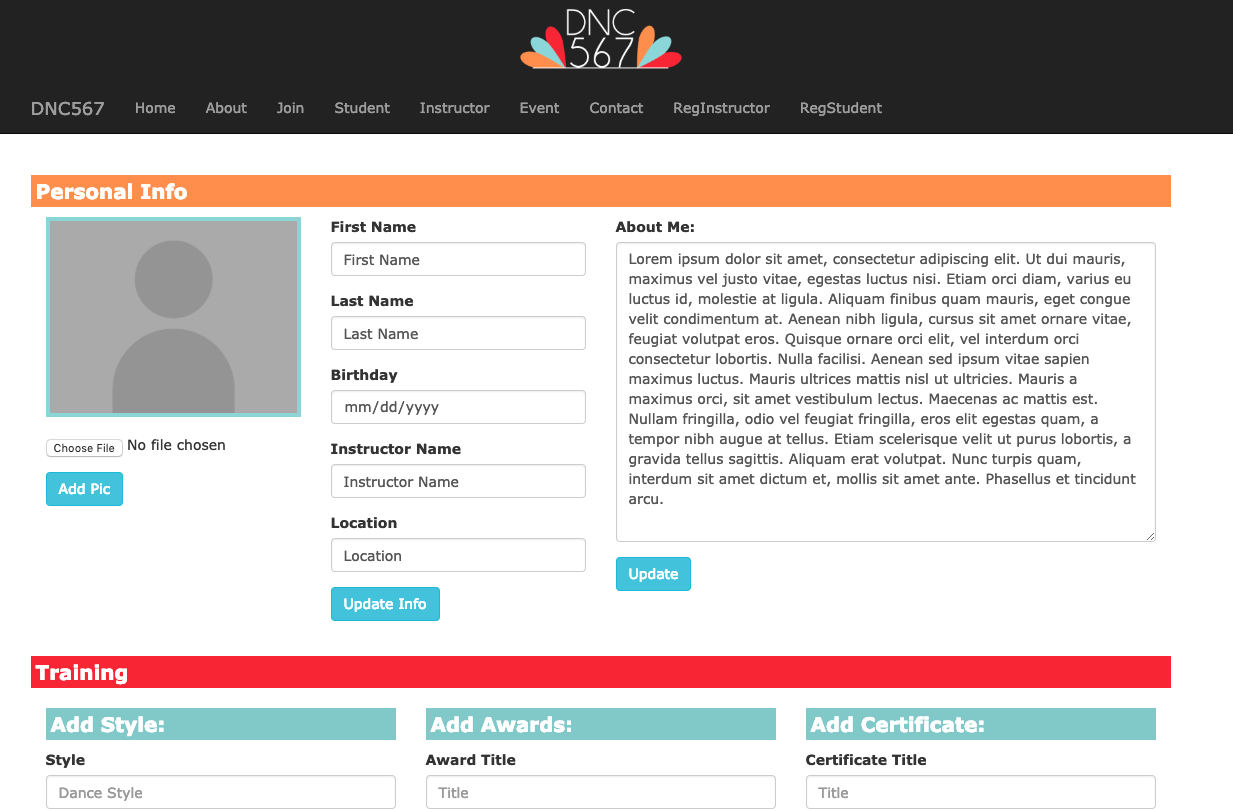 DNC
567
DNC567 Home About Join Student Instructor Event Contact RegInstructor RegStudent
Personal Info
First Name
First Name
Last Name
Last Name
Birthday
mm/dd/yyyy
Instructor Name
Instructor Name
Location
Location
Update Info
Choose File No file chosen
Add Pic
About Me:
Lorem ipsum dolor sit amet, consectetur adipiscing elit. Ut dui mauris,
maximus vel justo vitae, egestas luctus nisi. Etiam orci diam, varius eu
luctus id, molestie at ligula. Aliquam finibus quam mauris, eget congue
velit condimentum at. Aenean nibh ligula, cursus sit amet ornare vitae,
feugiat volutpat eros. Quisque ornare orci elit, vel interdum orci
consectetur lobortis. Nulla facilisi. Aenean sed ipsum vitae sapien
maximus luctus. Mauris ultrices mattis nisl ut ultricies. Mauris a
maximus orci, sit amet vestibulum lectus. Maecenas ac mattis est.
Nullam fringilla, odio vel feugiat fringilla, eros elit egestas quam, a
tempor nibh augue at tellus. Etiam scelerisque velit ut purus lobortis, a
gravida tellus sagittis. Aliquam erat volutpat. Nunc turpis quam,
interdum sit amet dictum et, mollis sit amet ante. Phasellus et tincidunt
arcu.
Update
Training
Add Style:
Style
Dance Style
Add Awards:
Award Title
Title
Add Certificate:
Certificate Title
Title